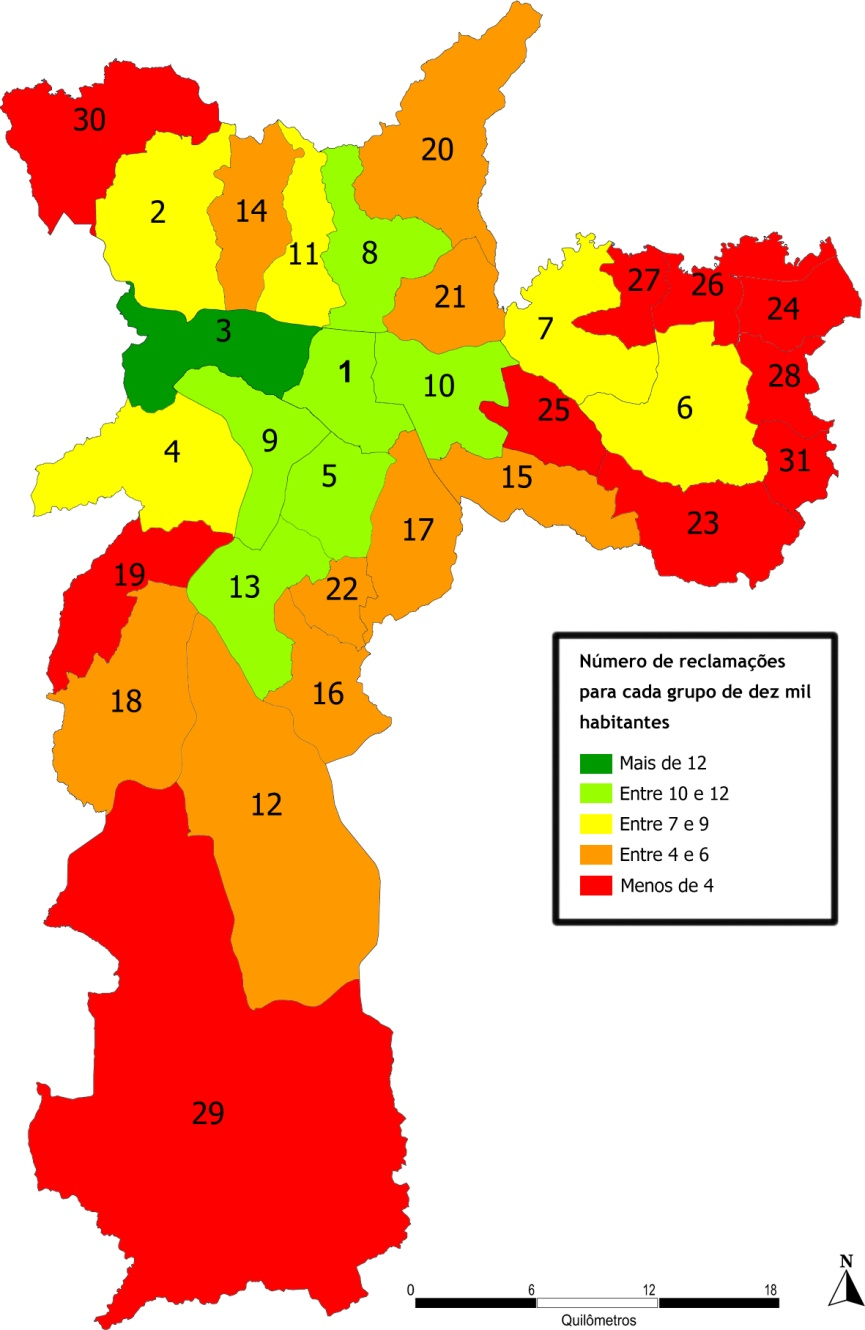 20
30
2
14
11
8
27
26
21
24
7
3
1
10
28
6
25
9
4
31
5
15
23
17
19
13
22
16
18
12
29
Número de reclamações
para cada grupo de dez mil
habitantes
Mais de 12
Entre 10 e 12
Entre 7 e 9
Entre 4 e 6
Menos de 4
N
0 6 12 18
Quilômetros